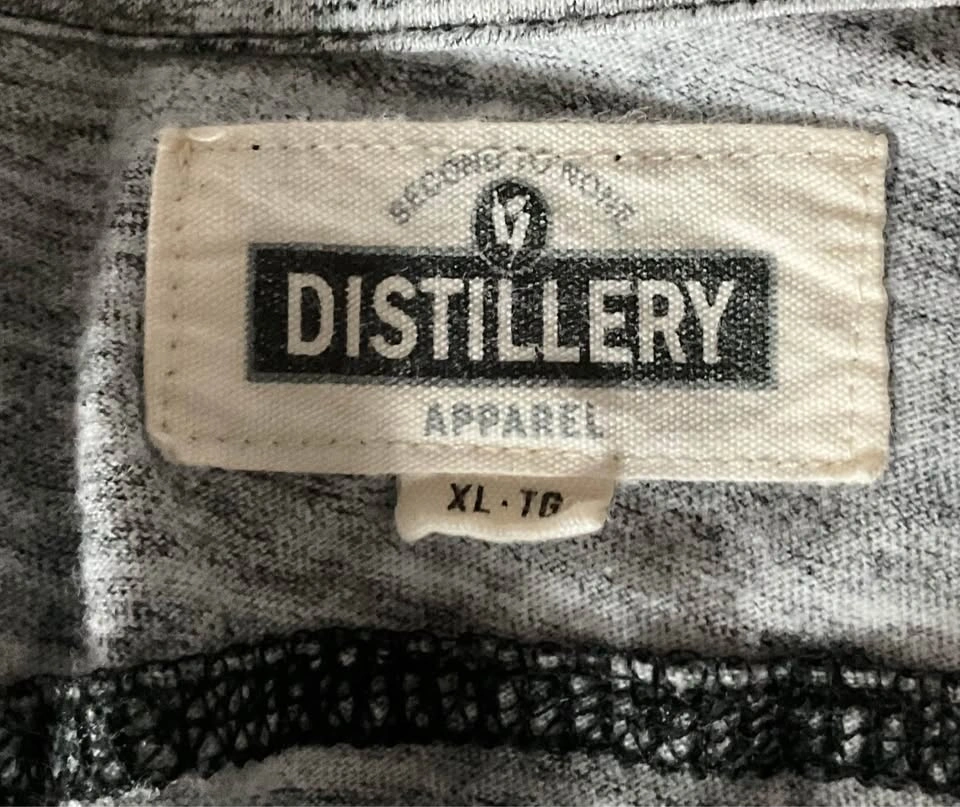 SECOND TO NONE
DISTILLERY
APPAREL
XL · TG